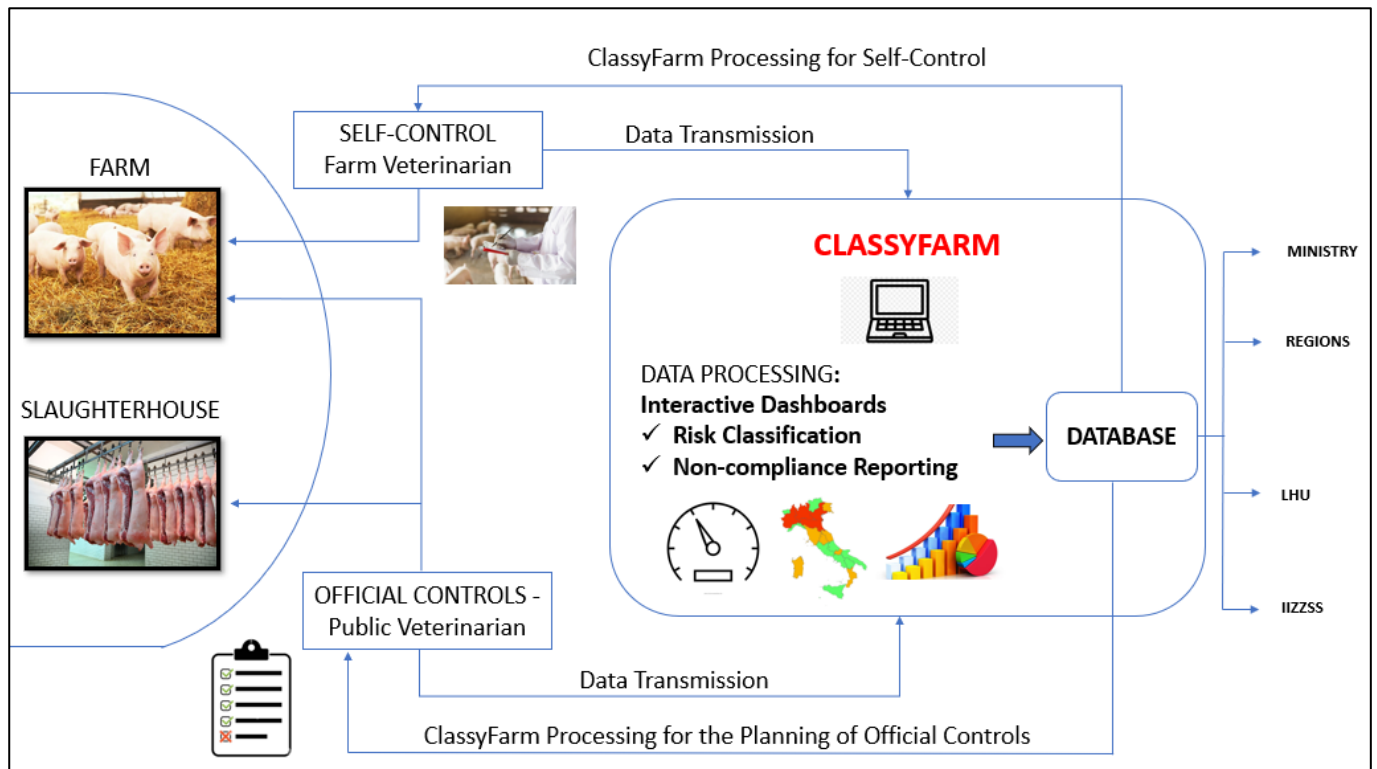 ClassyFarm Processing for Self-Control
SELF-CONTROL
Farm Veterinarian
Data Transmission
FARM
SLAUGHTERHOUSE
CLASSYFARM
DATA PROCESSING:
Interactive Dashboards
✓ Risk Classification
✓ Non-compliance Reporting
DATABASE
MINISTRY
REGIONS
LHU
IIZZSS
OFFICIAL CONTROLS -
Public Veterinarian
Data Transmission
ClassyFarm Processing for the Planning of Official Controls